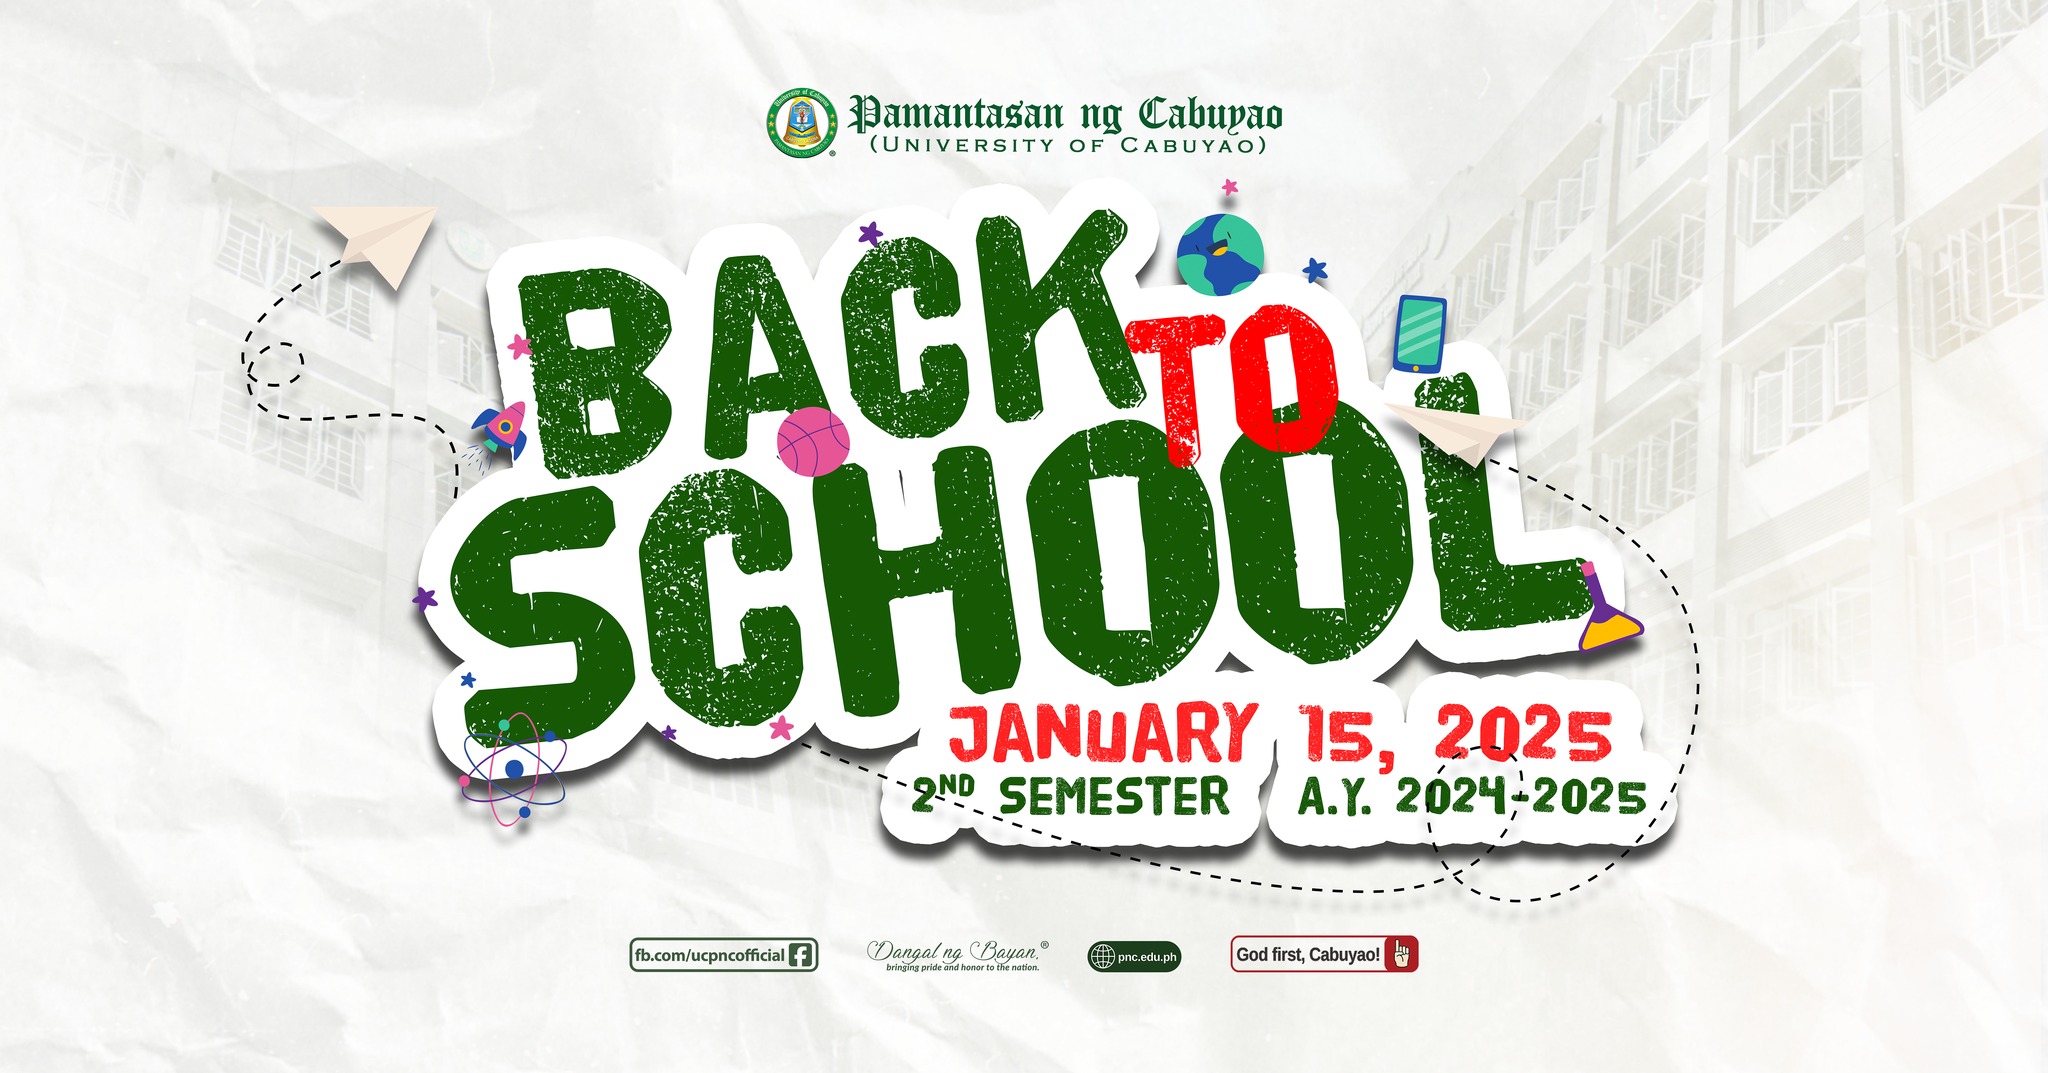 Pamantasan ng Cabuyao
(UNIVERSITY OF CABUYAO)
BACK
TO
SCHOOL
JANUARY 15, 2025
2ND SEMESTER A.Y. 2024-2025
fb.com/ucpncofficial
Dangal ng Bayan,®
bringing pride and honor to the nation.
pnc.edu.ph
God first, Cabuyao!